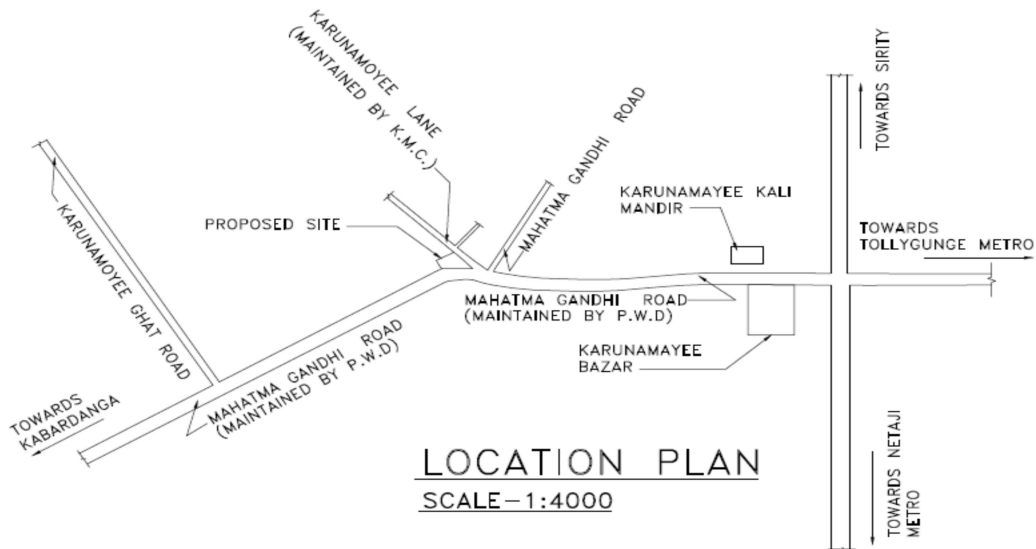 KARUNAMOYEE LANE
(MAINTAINED BY K.M.C.)
MAHATMA GANDHI ROAD
TOWARDS SIRITY
KARUNAMAYEE KALI
MANDIR
PROPOSED SITE
TOWARDS
TOLLYGUNGE METRO
KARUNAMOYEE GHAT ROAD
MAHATMA GANDHI ROAD
(MAINTAINED BY P.W.D)
KARUNAMAYEE
BAZAR
MAHATMA GANDHI ROAD
(MAINTAINED BY P.W.D)
TOWARDS
KABARDANGA
TOWARDS NETAJI
METRO
LOCATION PLAN
SCALE-1:4000